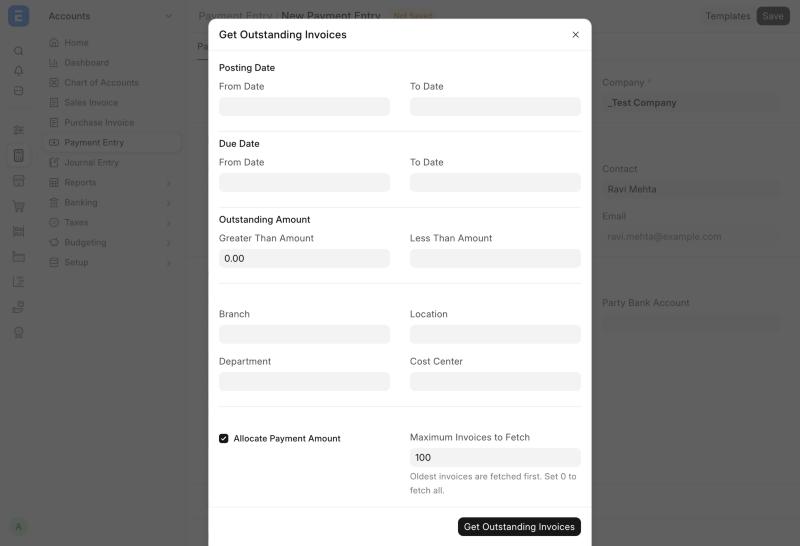 Accounts
Payment Entry / New Payment Entry
Not Saved
Templates
Save
Get Outstanding Invoices
Home
Dashboard
Chart of Accounts
Sales Invoice
Purchase Invoice
Payment Entry
Journal Entry
Reports
Banking
Taxes
Budgeting
Setup
Posting Date
From Date
To Date
Due Date
From Date
To Date
Outstanding Amount
Greater Than Amount
Less Than Amount
0.00
Branch
Location
Department
Cost Center
Allocate Payment Amount
Maximum Invoices to Fetch
100
Oldest invoices are fetched first. Set 0 to
fetch all.
Get Outstanding Invoices
Company *
_Test Company
Contact
Ravi Mehta
Email
ravi.mehta@example.com
Party Bank Account
A